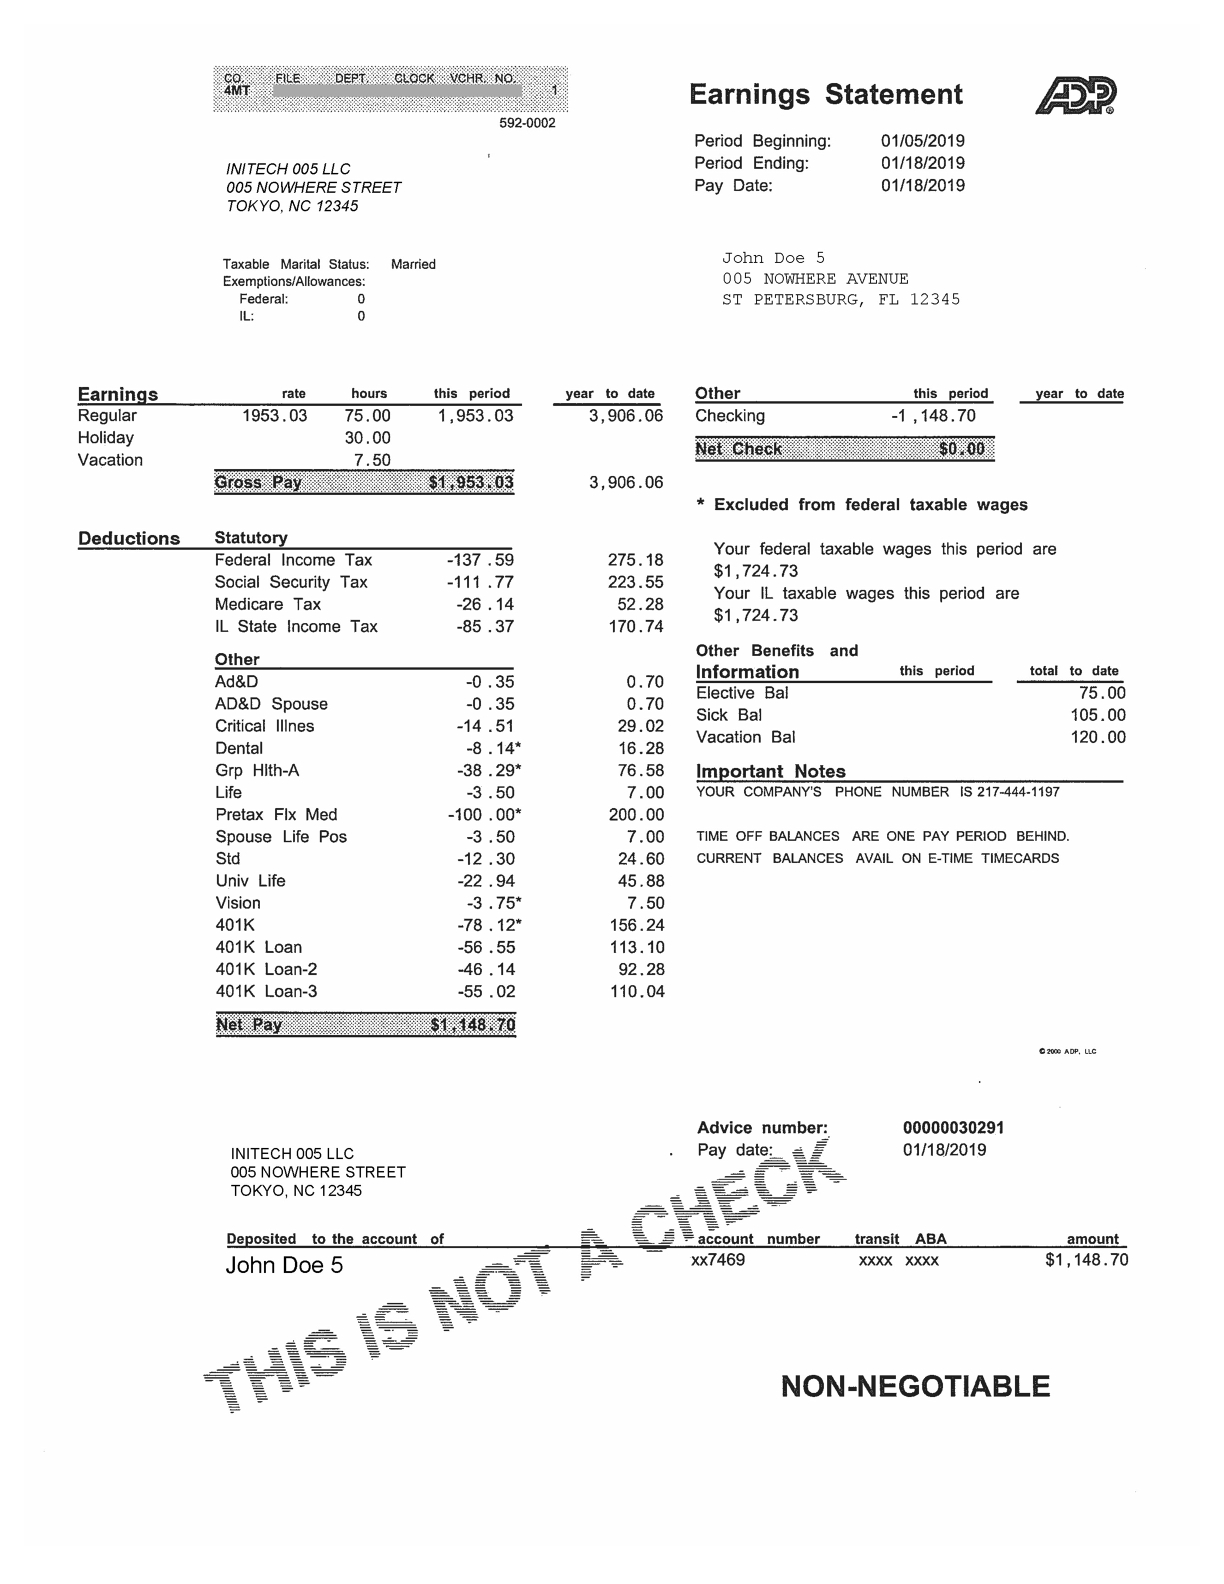 CO. FILE DEPT. CLOCK VCHR. NO.
4MT 1
592-0002
Earnings Statement
ADP®
Period Beginning: 01/05/2019
Period Ending: 01/18/2019
Pay Date: 01/18/2019
INITECH 005 LLC
005 NOWHERE STREET
TOKYO, NC 12345
Taxable Marital Status: Married
Exemptions/Allowances:
Federal: 0
IL: 0
John Doe 5
005 NOWHERE AVENUE
ST PETERSBURG, FL 12345
Earnings rate hours this period year to date
Regular 1953.03 75.00 1,953.03 3,906.06
Holiday 30.00
Vacation 7.50
Gross Pay $1,953.03 3,906.06
Deductions Statutory
Federal Income Tax -137 .59 275.18
Social Security Tax -111 .77 223.55
Medicare Tax -26 .14 52.28
IL State Income Tax -85 .37 170.74
Other
Ad&D -0 .35 0.70
AD&D Spouse -0 .35 0.70
Critical Illnes -14 .51 29.02
Dental -8 .14* 16.28
Grp Hlth-A -38 .29* 76.58
Life -3 .50 7.00
Pretax Flx Med -100 .00* 200.00
Spouse Life Pos -3 .50 7.00
Std -12 .30 24.60
Univ Life -22 .94 45.88
Vision -3 .75* 7.50
401K -78 .12* 156.24
401K Loan -56 .55 113.10
401K Loan-2 -46 .14 92.28
401K Loan-3 -55 .02 110.04
Net Pay $1,148.70
Other this period year to date
Checking -1 ,148.70
Net Check $0.00
* Excluded from federal taxable wages
Your federal taxable wages this period are
$1,724.73
Your IL taxable wages this period are
$1,724.73
Other Benefits and
Information this period total to date
Elective Bal 75.00
Sick Bal 105.00
Vacation Bal 120.00
Important Notes
YOUR COMPANY'S PHONE NUMBER IS 217-444-1197
TIME OFF BALANCES ARE ONE PAY PERIOD BEHIND.
CURRENT BALANCES AVAIL ON E-TIME TIMECARDS
© 2000 ADP, LLC
Advice number: 00000030291
Pay date: 01/18/2019
INITECH 005 LLC
005 NOWHERE STREET
TOKYO, NC 12345
Deposited to the account of account number transit ABA amount
John Doe 5 xx7469 xxxx xxxx $1,148.70
THIS IS NOT A CHECK
NON-NEGOTIABLE